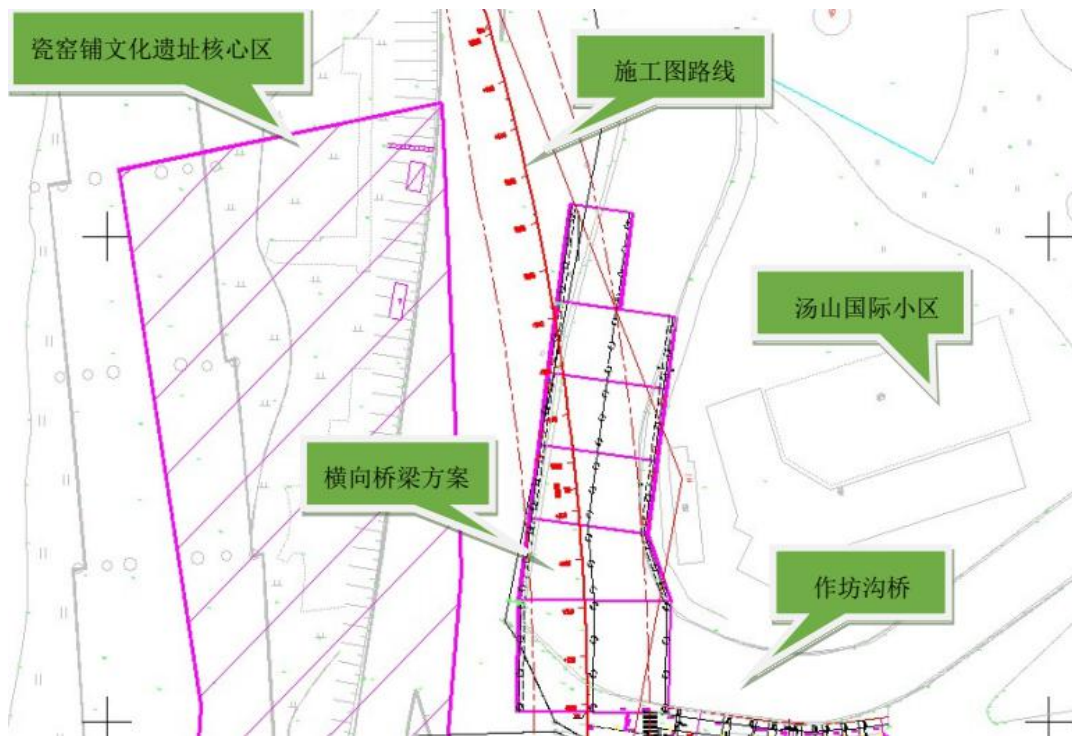 瓷窑铺文化遗址核心区
施工图路线
汤山国际小区
横向桥梁方案
作坊沟桥